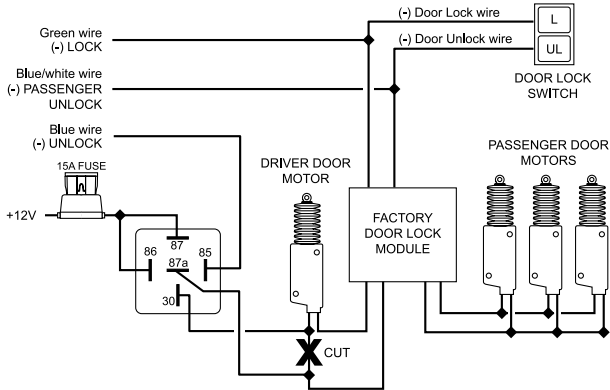 (-) Door Lock wire
L
Green wire
(-) LOCK
(-) Door Unlock wire
UL
Blue/white wire
(-) PASSENGER
UNLOCK
DOOR LOCK
SWITCH
Blue wire
(-) UNLOCK
15A FUSE
DRIVER DOOR
MOTOR
PASSENGER DOOR
MOTORS
+12V
FACTORY
DOOR LOCK
MODULE
86
87
85
87a
30
CUT